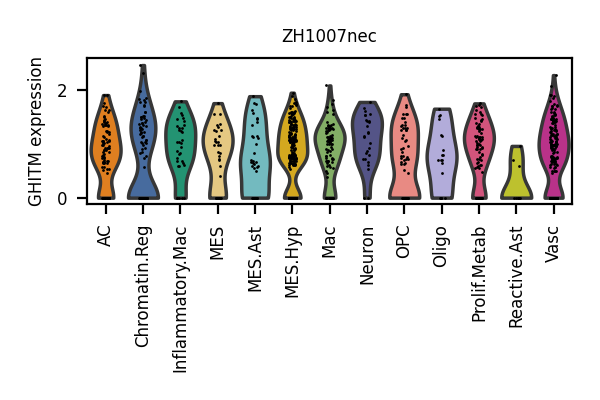 ZH1007nec
GHITM expression
2
0
AC
Chromatin.Reg
Inflammatory.Mac
MES
MES.Ast
MES.Hyp
Mac
Neuron
OPC
Oligo
Prolif.Metab
Reactive.Ast
Vasc